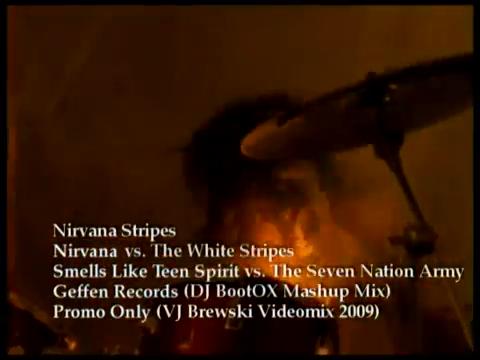 Nirvana Stripes
Nirvana vs. The White Stripes
Smells Like Teen Spirit vs. The Seven Nation Army
Geffen Records (DJ BootOX Mashup Mix)
Promo Only (VJ Brewski Videomix 2009)